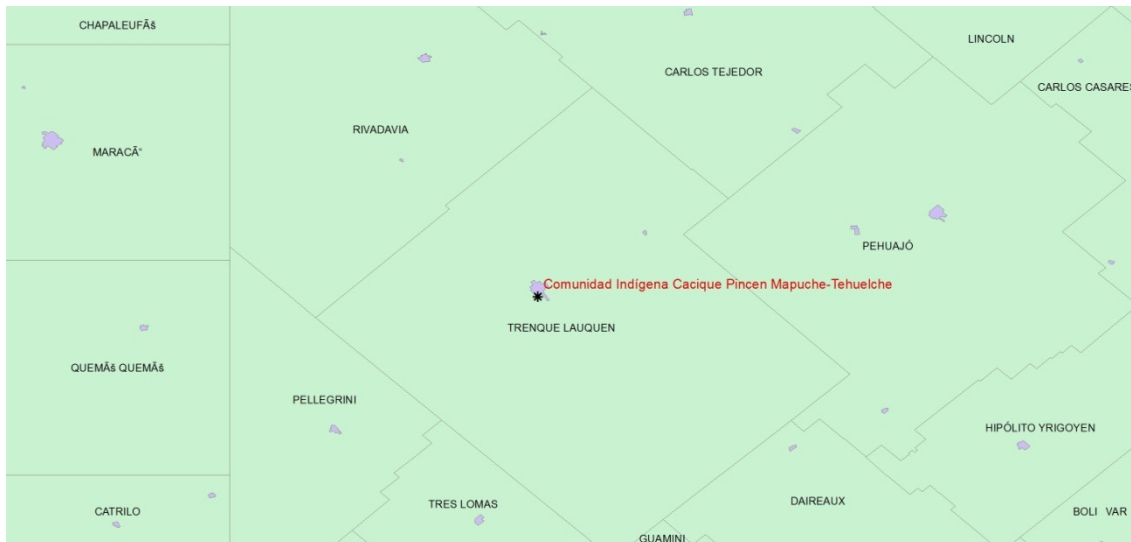 CHAPALEUFÃš
LINCOLN
CARLOS TEJEDOR
CARLOS CASARES
RIVADAVIA
MARACÃ“
PEHUAJÓ
Comunidad Indígena Cacique Pincen Mapuche-Tehuelche
TRENQUE LAUQUEN
QUEMÃš QUEMÃš
PELLEGRINI
HIPÓLITO YRIGOYEN
TRES LOMAS
DAIREAUX
CATRILO
BOLI VAR
GUAMINI